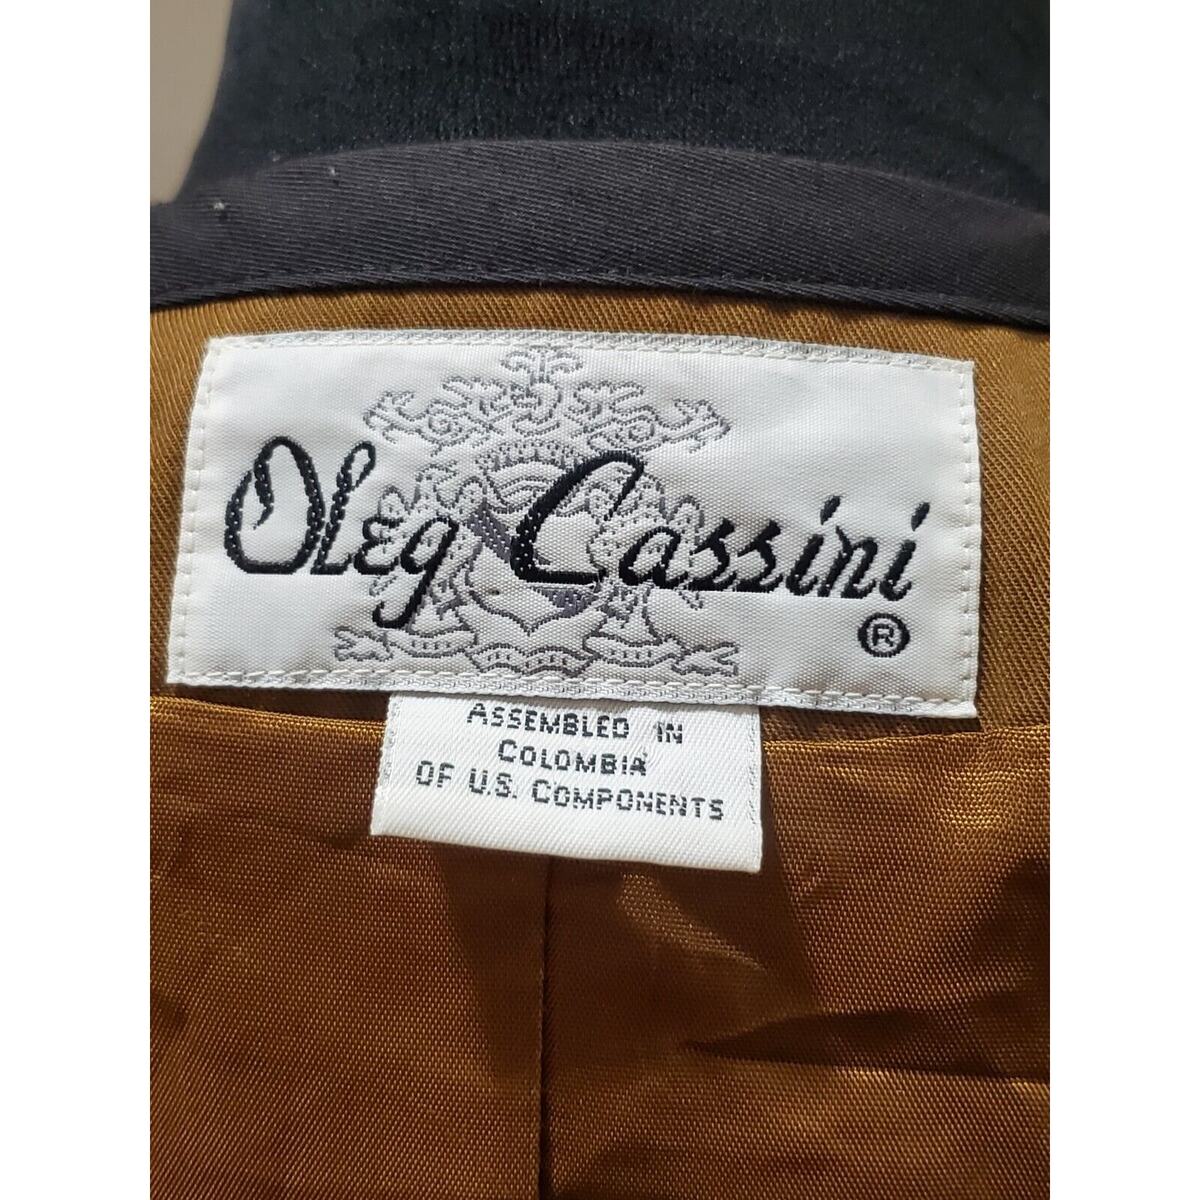 Oleg Cassini
®
ASSEMBLED IN
COLOMBIA
OF U.S. COMPONENTS